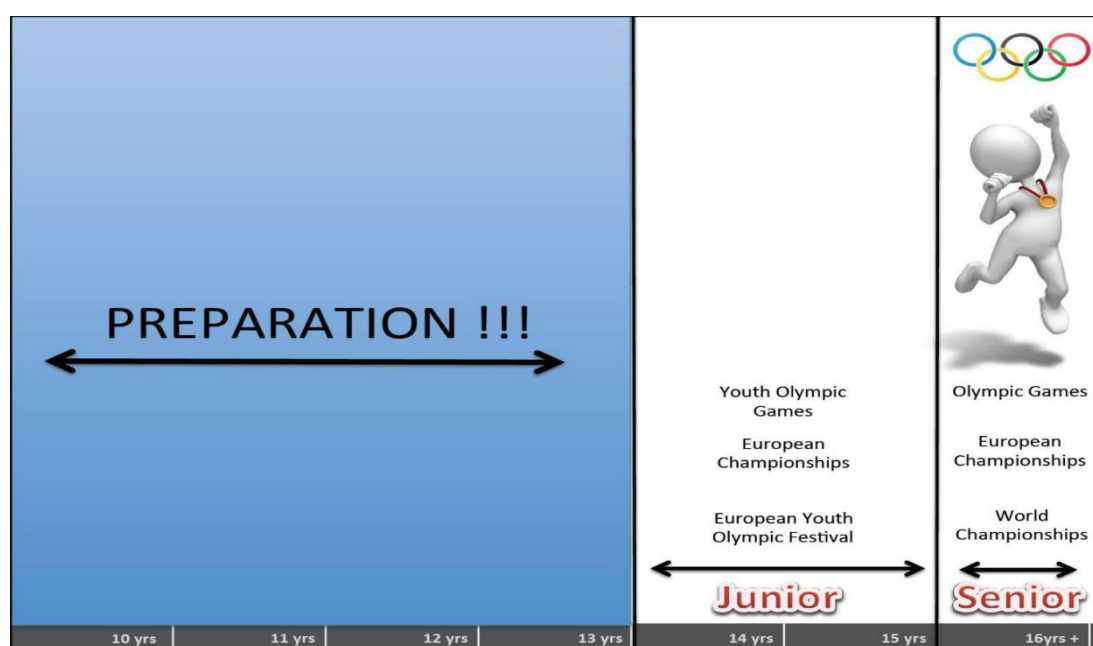 PREPARATION !!!
Youth Olympic
Games
European
Championships
European Youth
Olympic Festival
Junior
Olympic Games
European
Championships
World
Championships
Senior
10 yrs
11 yrs
12 yrs
13 yrs
14 yrs
15 yrs
16yrs +